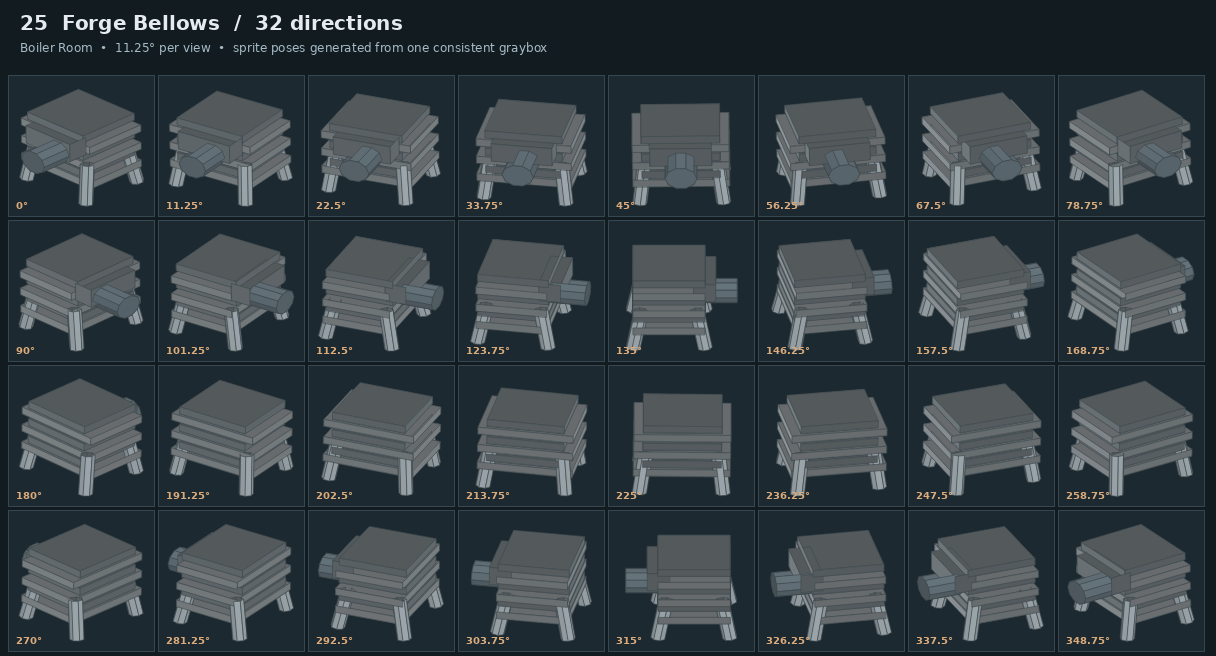 25 Forge Bellows / 32 directions
Boiler Room • 11.25° per view • sprite poses generated from one consistent graybox
0° 11.25° 22.5° 33.75° 45° 56.25° 67.5° 78.75°
90° 101.25° 112.5° 123.75° 135° 146.25° 157.5° 168.75°
180° 191.25° 202.5° 213.75° 225° 236.25° 247.5° 258.75°
270° 281.25° 292.5° 303.75° 315° 326.25° 337.5° 348.75°